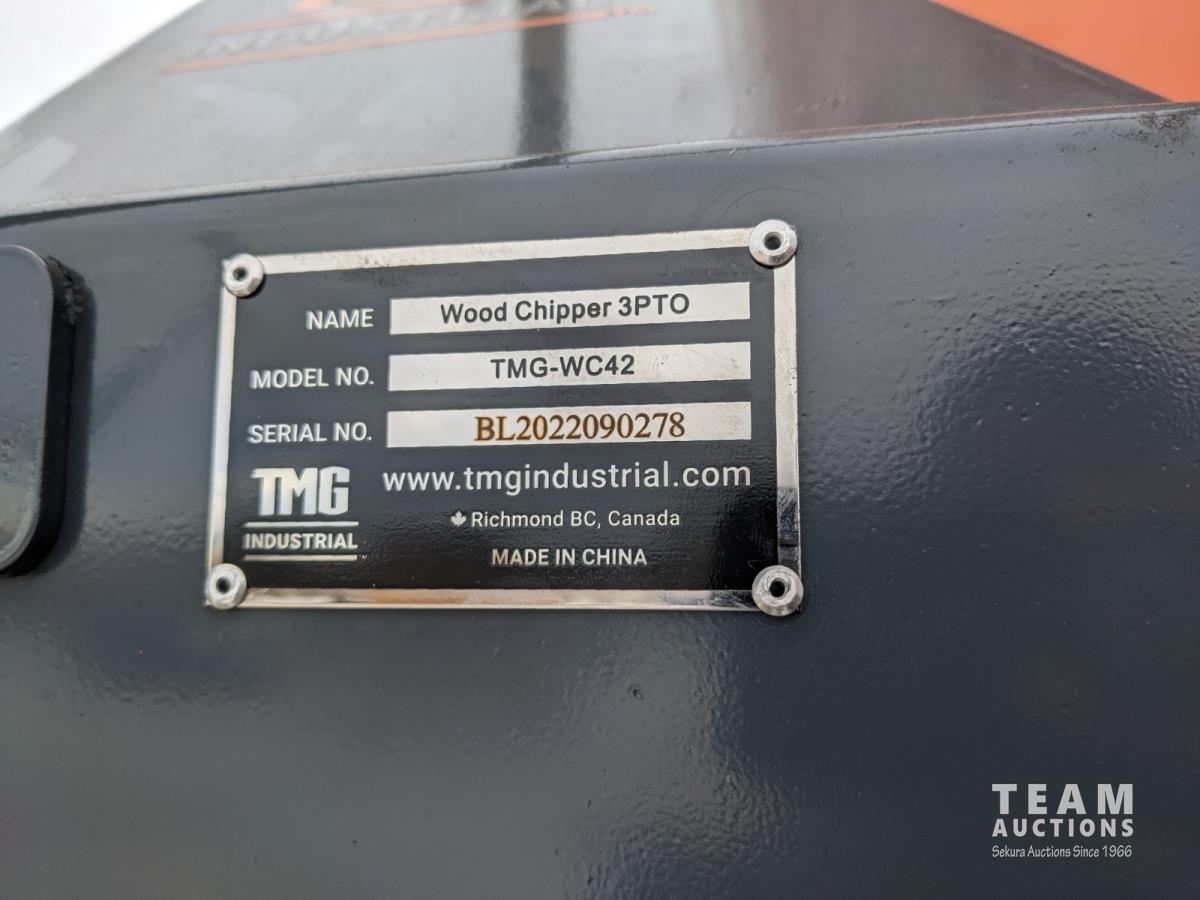 INDUSTRIAL
NAME Wood Chipper 3PTO
MODEL NO. TMG-WC42
SERIAL NO. BL2022090278
TMG
INDUSTRIAL
www.tmgindustrial.com
Richmond BC, Canada
MADE IN CHINA
TEAM
AUCTIONS
Sekura Auctions Since 1966